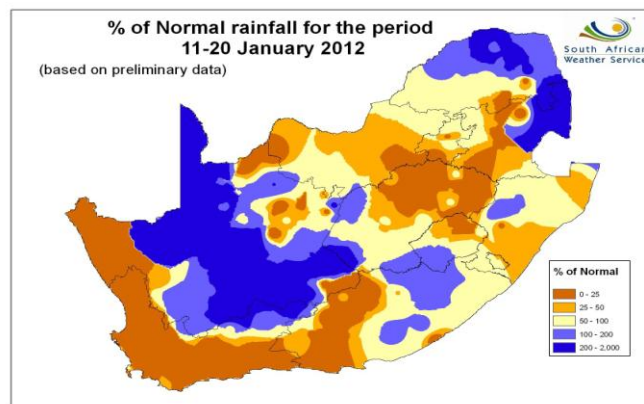 % of Normal rainfall for the period
11-20 January 2012
(based on preliminary data)
South African
Weather Service
% of Normal
0 - 25
25 - 50
50 - 100
100 - 200
200 - 2,000